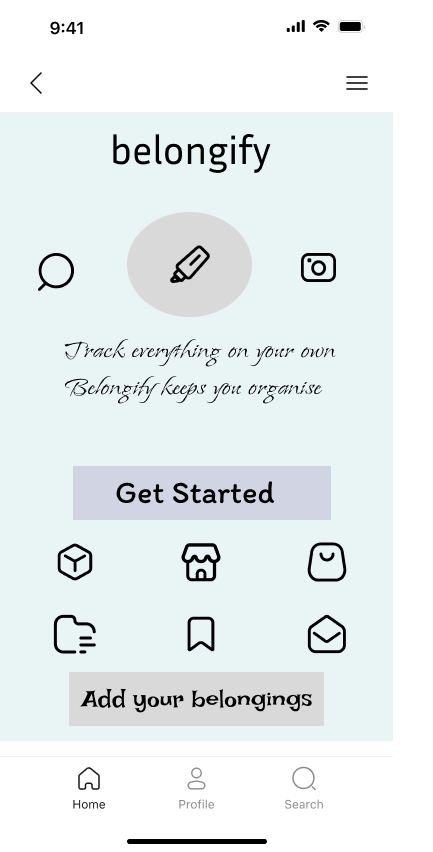 9:41
belongify
Track everything on your own
Belongify keeps you organise
Get Started
Add your belongings
Home Profile Search